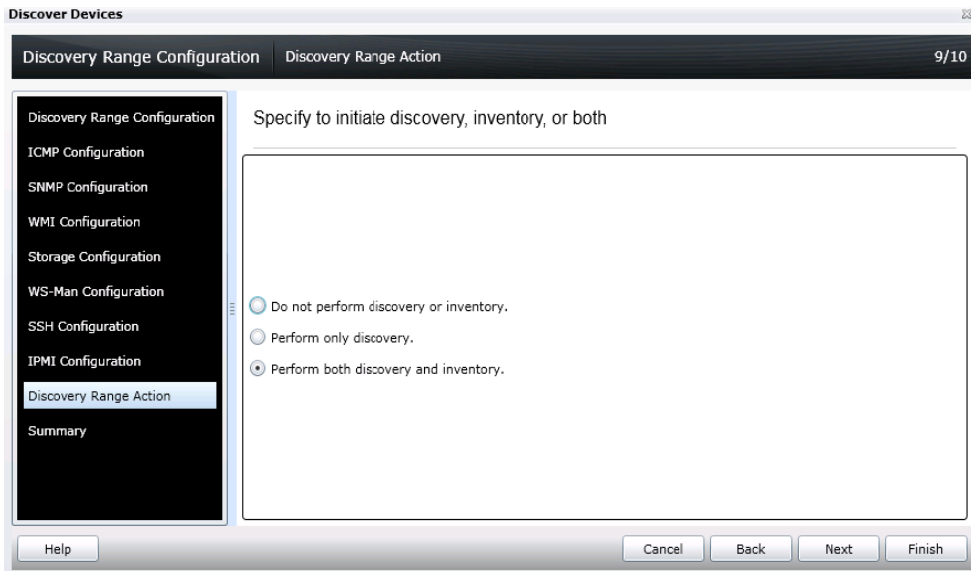 Discover Devices
Discovery Range Configuration Discovery Range Action 9/10
Discovery Range Configuration
ICMP Configuration
SNMP Configuration
WMI Configuration
Storage Configuration
WS-Man Configuration
SSH Configuration
IPMI Configuration
Discovery Range Action
Summary
Specify to initiate discovery, inventory, or both
Do not perform discovery or inventory.
Perform only discovery.
Perform both discovery and inventory.
Help Cancel Back Next Finish